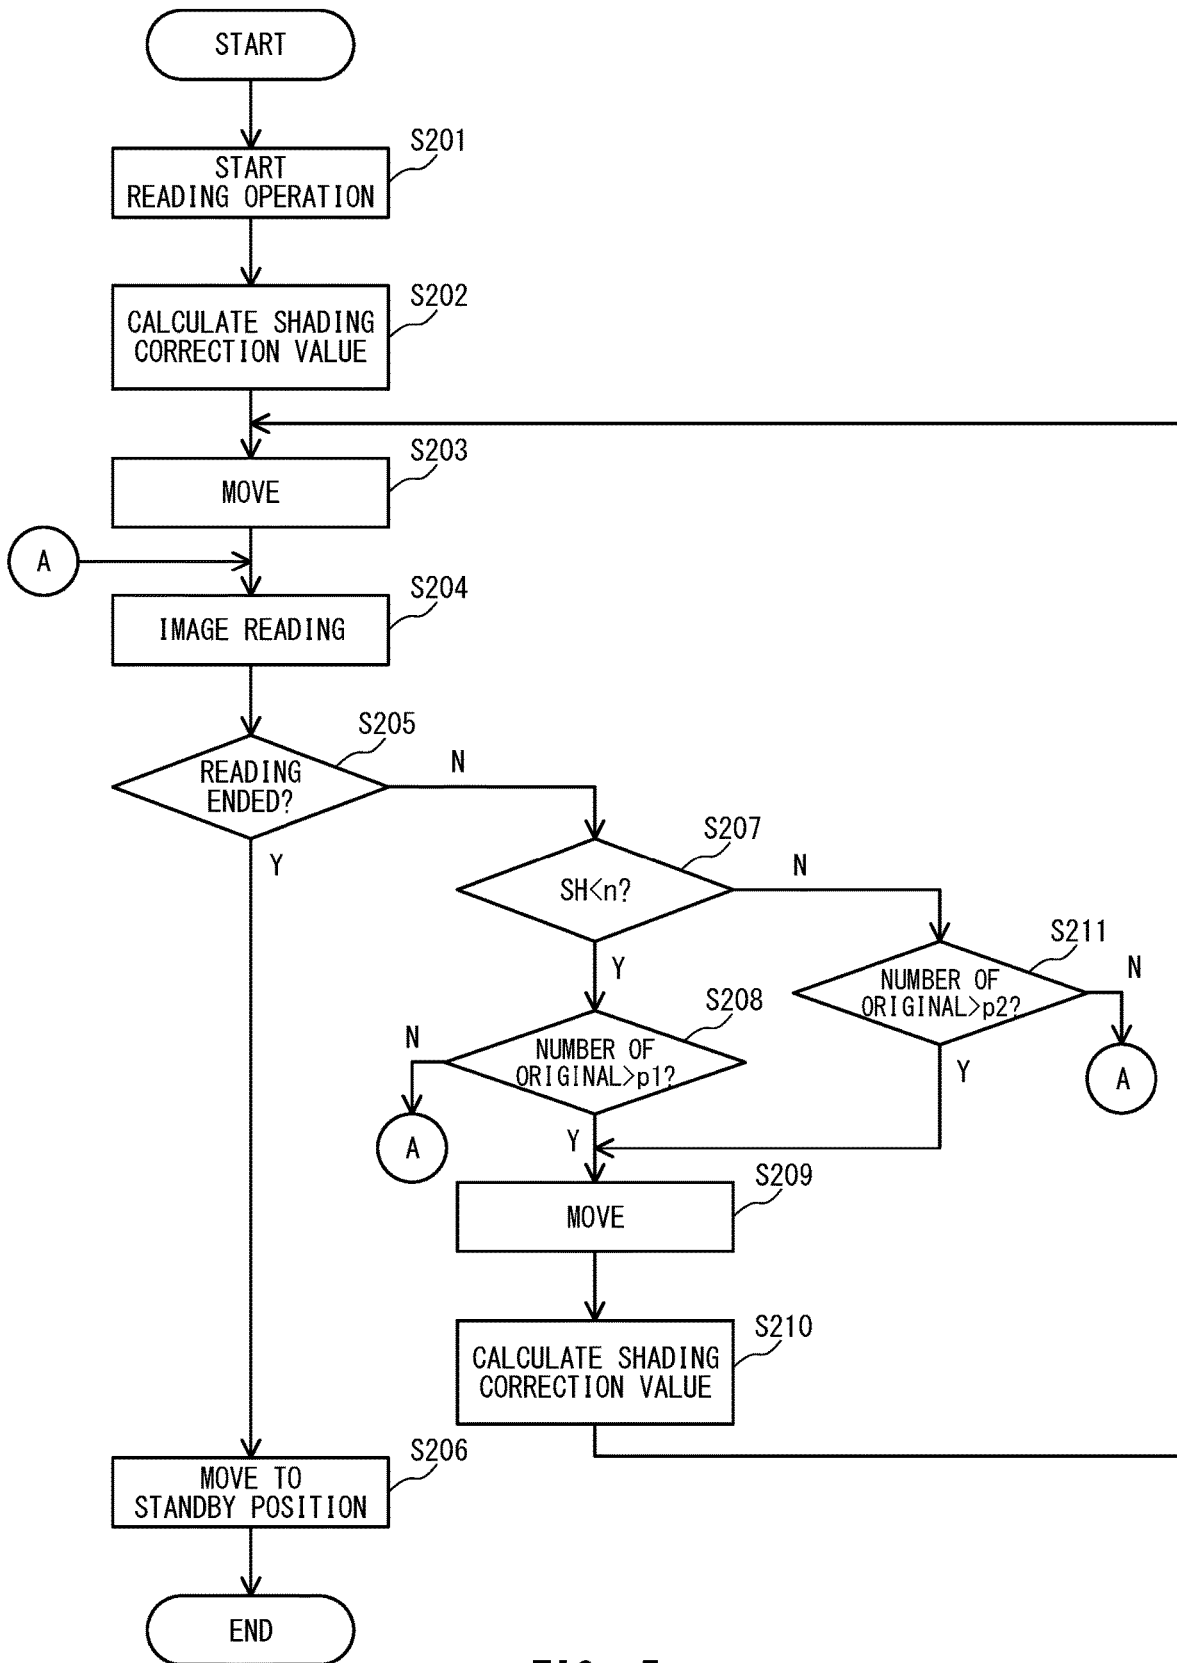 START
S201
START
READING OPERATION
S202
CALCULATE SHADING
CORRECTION VALUE
S203
MOVE
A
S204
IMAGE READING
S205
READING
ENDED?
N
Y
S207
SH<n?
N
Y
S211
NUMBER OF
ORIGINAL>p2?
N
Y
A
S208
NUMBER OF
ORIGINAL>p1?
N
Y
A
S209
MOVE
S210
CALCULATE SHADING
CORRECTION VALUE
S206
MOVE TO
STANDBY POSITION
END